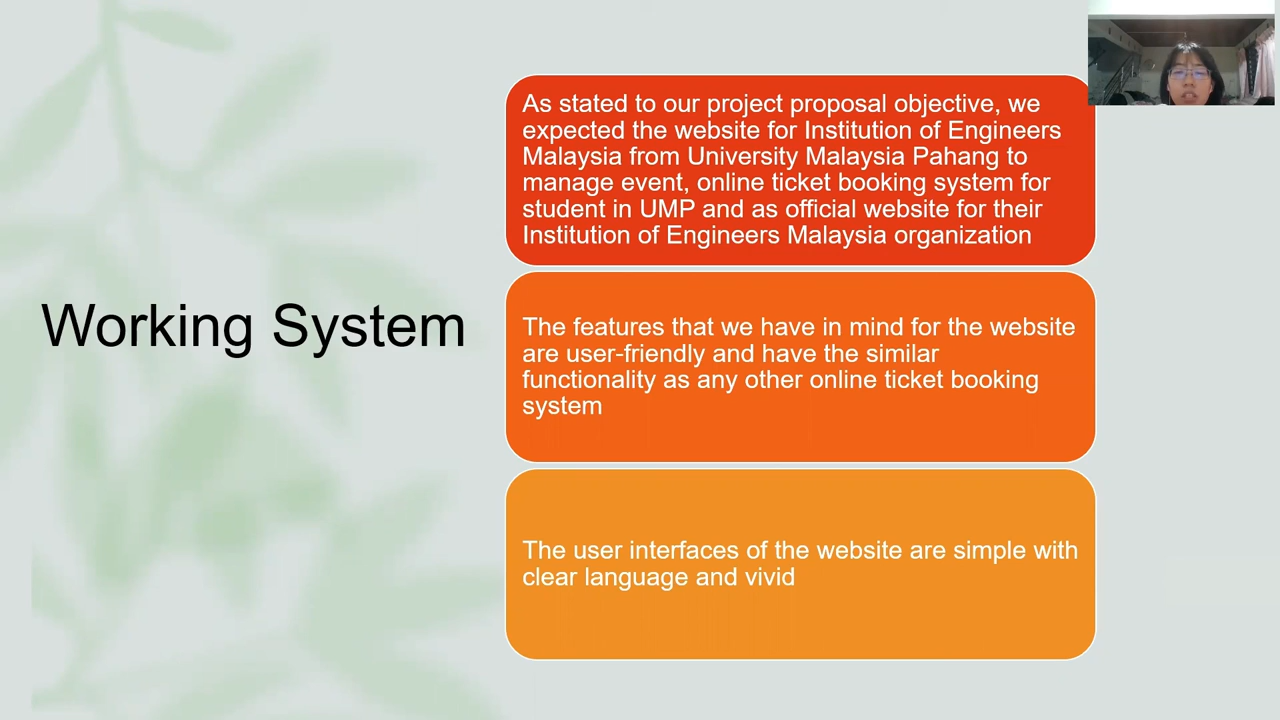 Working System
As stated to our project proposal objective, we
expected the website for Institution of Engineers
Malaysia from University Malaysia Pahang to
manage event, online ticket booking system for
student in UMP and as official website for their
Institution of Engineers Malaysia organization
The features that we have in mind for the website
are user-friendly and have the similar
functionality as any other online ticket booking
system
The user interfaces of the website are simple with
clear language and vivid